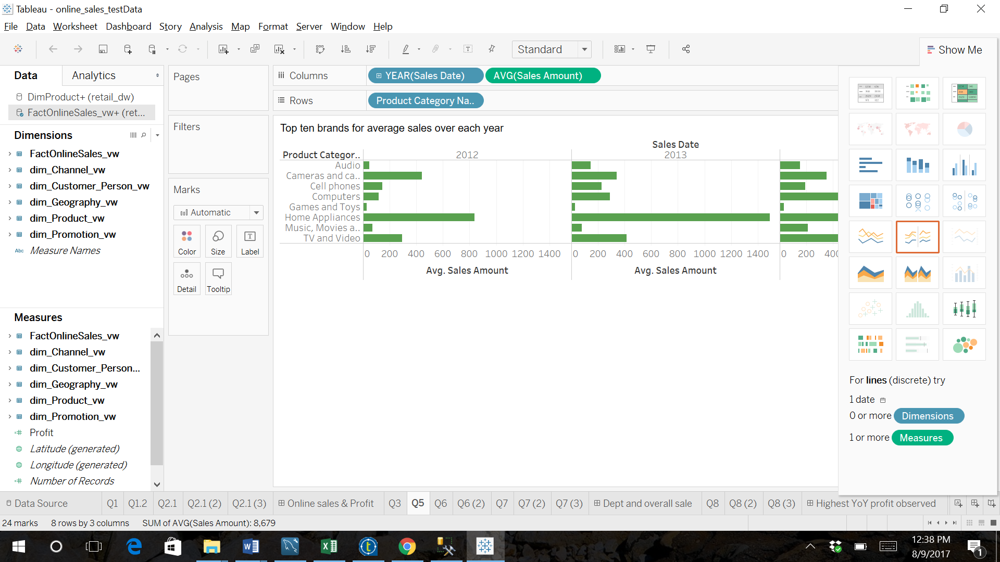 Tableau - online_sales_testData
File Data Worksheet Dashboard Story Analysis Map Format Server Window Help
Standard
Show Me
Data Analytics
DimProduct+ (retail_dw)
FactOnlineSales_vw+ (ret...
Dimensions
FactOnlineSales_vw
dim_Channel_vw
dim_Customer_Person_vw
dim_Geography_vw
dim_Product_vw
dim_Promotion_vw
Abc Measure Names
Measures
FactOnlineSales_vw
dim_Channel_vw
dim_Customer_Person...
dim_Geography_vw
dim_Product_vw
dim_Promotion_vw
Profit
Latitude (generated)
Longitude (generated)
Number of Records
Pages
Filters
Marks
Automatic
Color Size Label
Detail Tooltip
Columns YEAR(Sales Date) AVG(Sales Amount)
Rows Product Category Na..
Top ten brands for average sales over each year
Sales Date
Product Categor.. 2012 2013
Audio
Cameras and ca..
Cell phones
Computers
Games and Toys
Home Appliances
Music, Movies a..
TV and Video
0 200 400 600 800 1000 1200 1400 0 200 400 600 800 1000 1200 1400 0 200 400
Avg. Sales Amount Avg. Sales Amount
For lines (discrete) try
1 date
0 or more Dimensions
1 or more Measures
Data Source Q1 Q1.2 Q2.1 Q2.1 (2) Q2.1 (3) Online sales & Profit Q3 Q5 Q6 Q6 (2) Q7 Q7 (2) Q7 (3) Dept and overall sale Q8 Q8 (2) Q8 (3) Highest YoY profit observed
24 marks 8 rows by 3 columns SUM of AVG(Sales Amount): 8,679
12:38 PM
8/9/2017
1